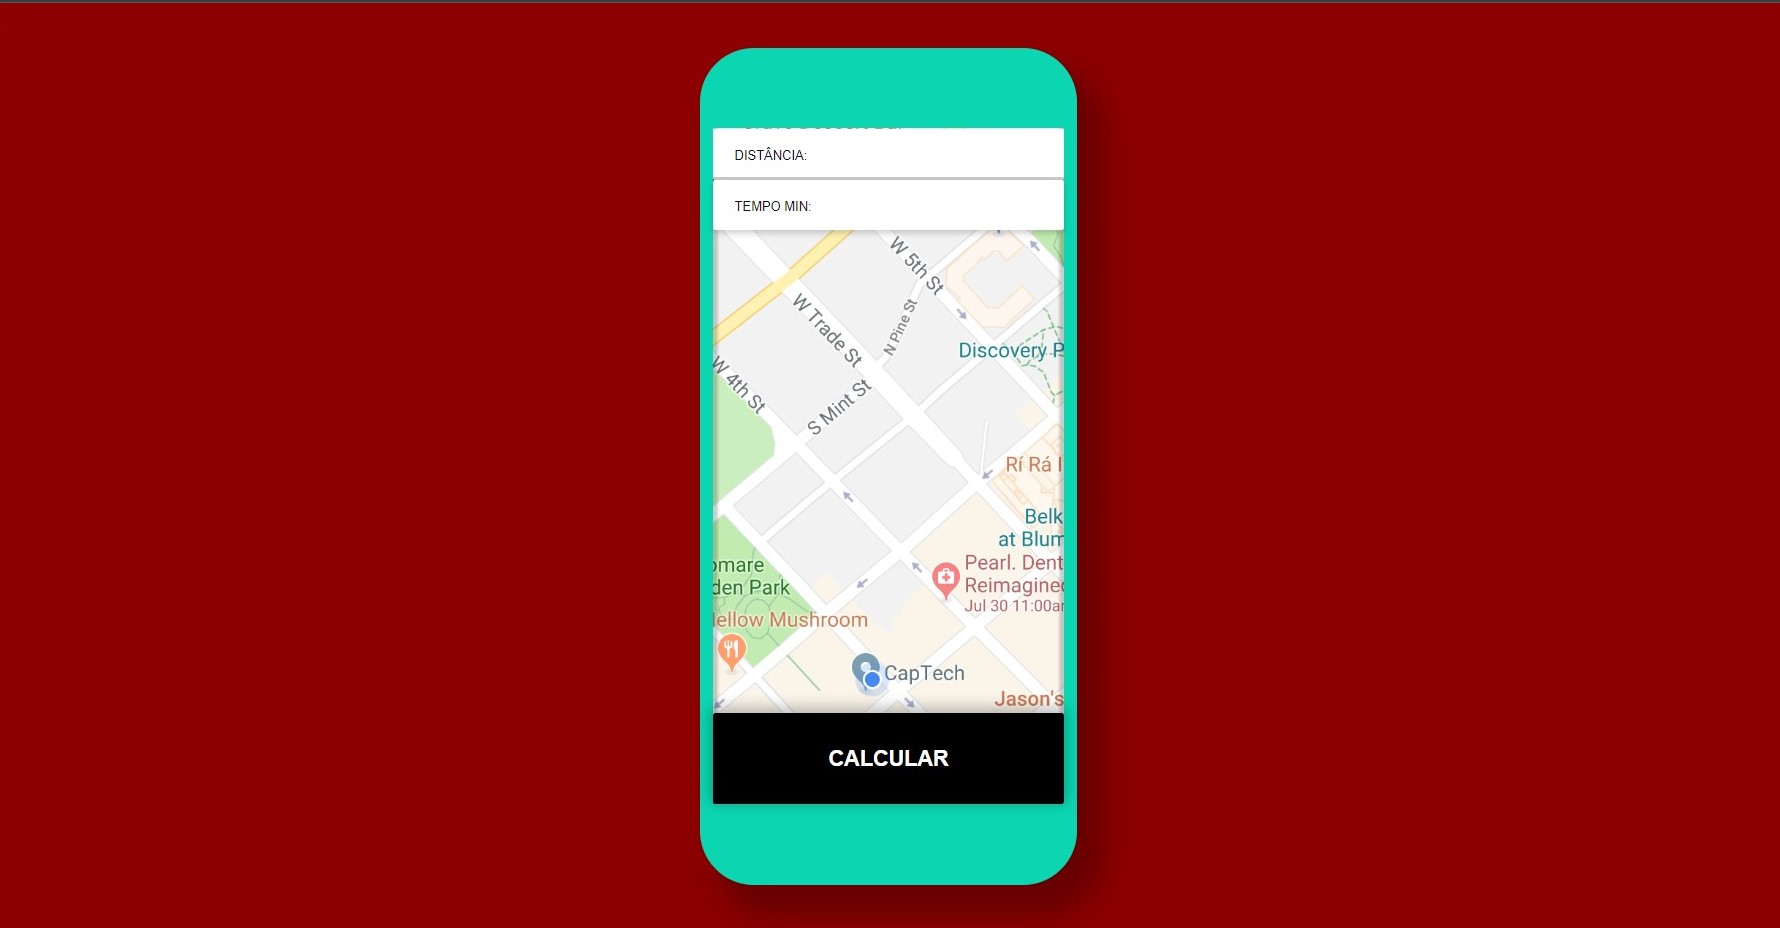 DISTÂNCIA:
TEMPO MIN:
W 5th St
W Trade St
N Pine St
Discovery P
W 4th St
S Mint St
Rí Rá I
Belk
at Blum
Pearl. Dent
Reimagined
Jul 30 11:00am
omare
den Park
ellow Mushroom
CapTech
Jason's
CALCULAR